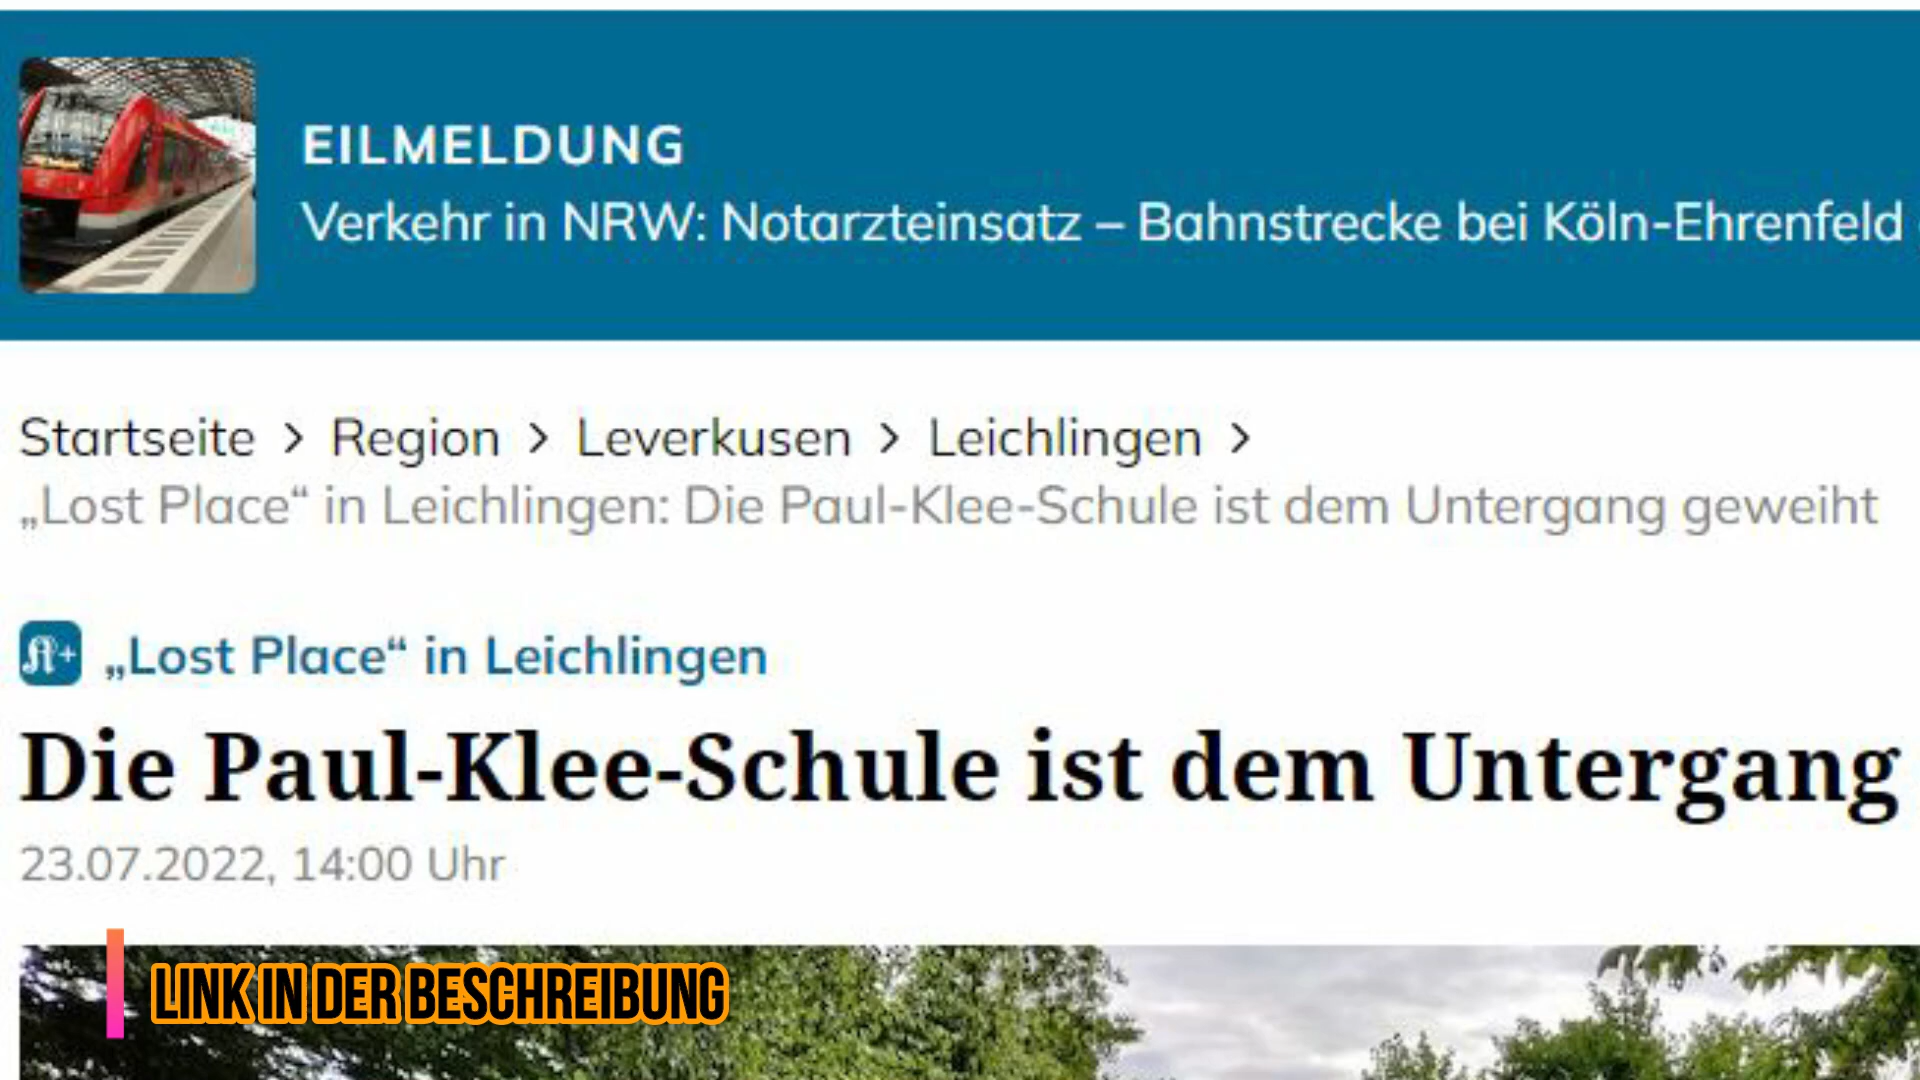 EILMELDUNG
Verkehr in NRW: Notarzteinsatz – Bahnstrecke bei Köln-Ehrenfeld
Startseite > Region > Leverkusen > Leichlingen >
„Lost Place“ in Leichlingen: Die Paul-Klee-Schule ist dem Untergang geweiht
„Lost Place“ in Leichlingen
Die Paul-Klee-Schule ist dem Untergang
23.07.2022, 14:00 Uhr
LINK IN DER BESCHREIBUNG